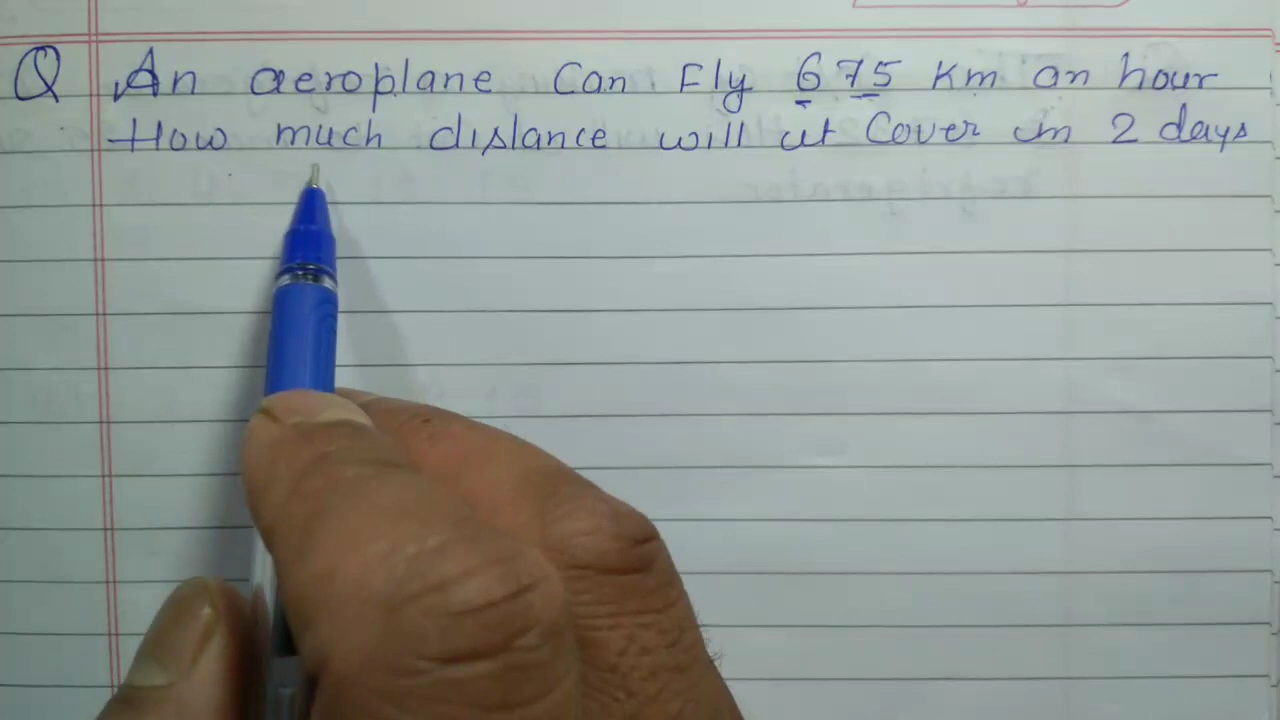 Q An aeroplane Can Fly 675 Km an hour
How much distance will it Cover in 2 days